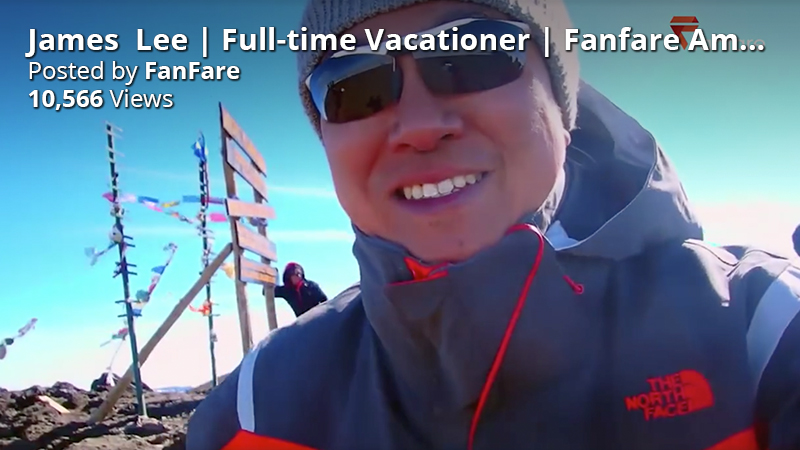 James  Lee | Full-time Vacationer | Fanfare Am...
Posted by FanFare
10,566 Views
THE
NORTH
FACE